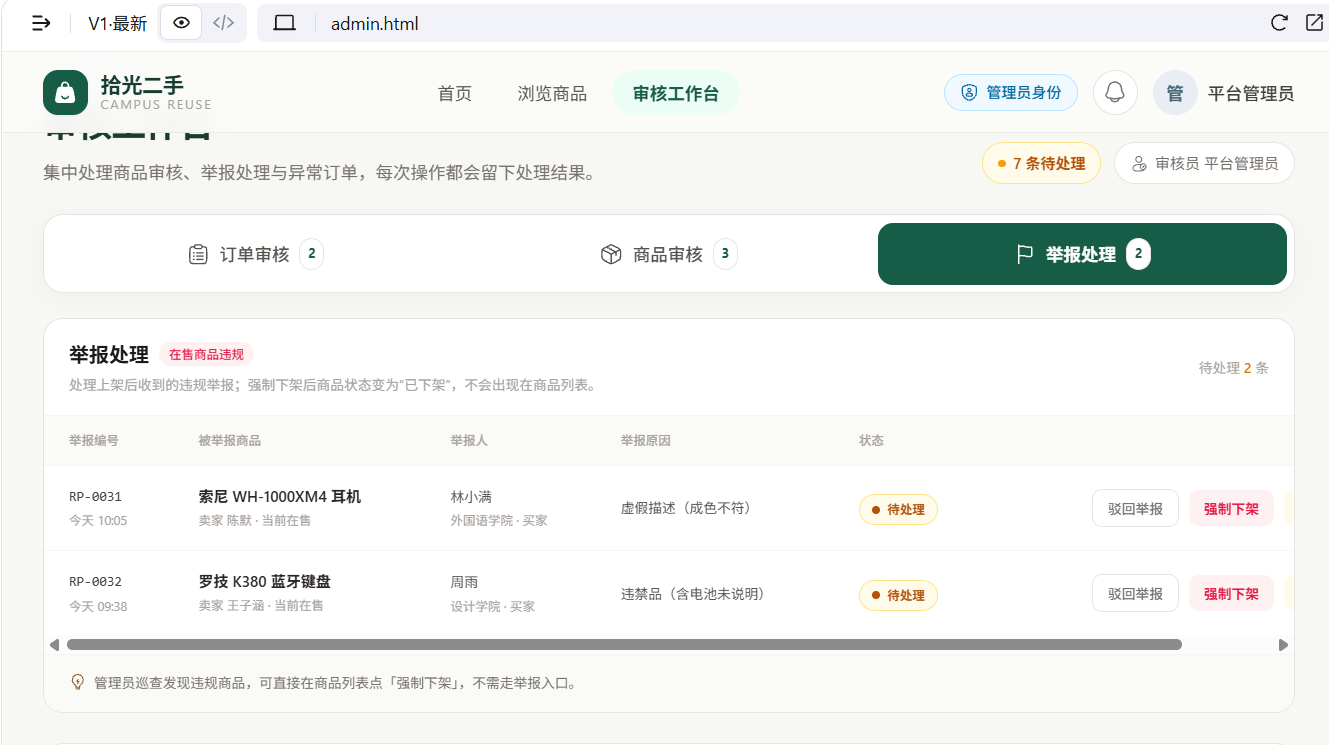 V1·最新
</>
admin.html
拾光二手
CAMPUS REUSE
首页
浏览商品
审核工作台
管理员身份
管
平台管理员
审核工作台
集中处理商品审核、举报处理与异常订单，每次操作都会留下处理结果。
7 条待处理
审核员 平台管理员
订单审核 2
商品审核 3
举报处理 2
举报处理
在售商品违规
处理上架后收到的违规举报；强制下架后商品状态变为“已下架”，不会出现在商品列表。
待处理 2 条
举报编号 被举报商品 举报人 举报原因 状态
RP-0031 索尼 WH-1000XM4 耳机 林小满
今天 10:05 卖家 陈默 · 当前在售 外国语学院 · 买家
虚假描述（成色不符） 待处理 驳回举报 强制下架
RP-0032 罗技 K380 蓝牙键盘 周雨
今天 09:38 卖家 王子涵 · 当前在售 设计学院 · 买家
违禁品（含电池未说明） 待处理 驳回举报 强制下架
管理员巡查发现违规商品，可直接在商品列表点「强制下架」，不需走举报入口。